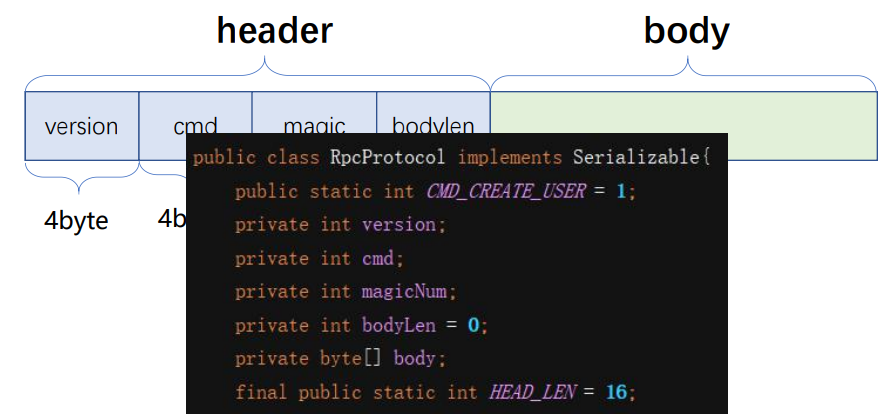 header body
version cmd magic bodylen
4byte 4b
public class RpcProtocol implements Serializable{
public static int CMD_CREATE_USER = 1;
private int version;
private int cmd;
private int magicNum;
private int bodyLen = 0;
private byte[] body;
final public static int HEAD_LEN = 16;